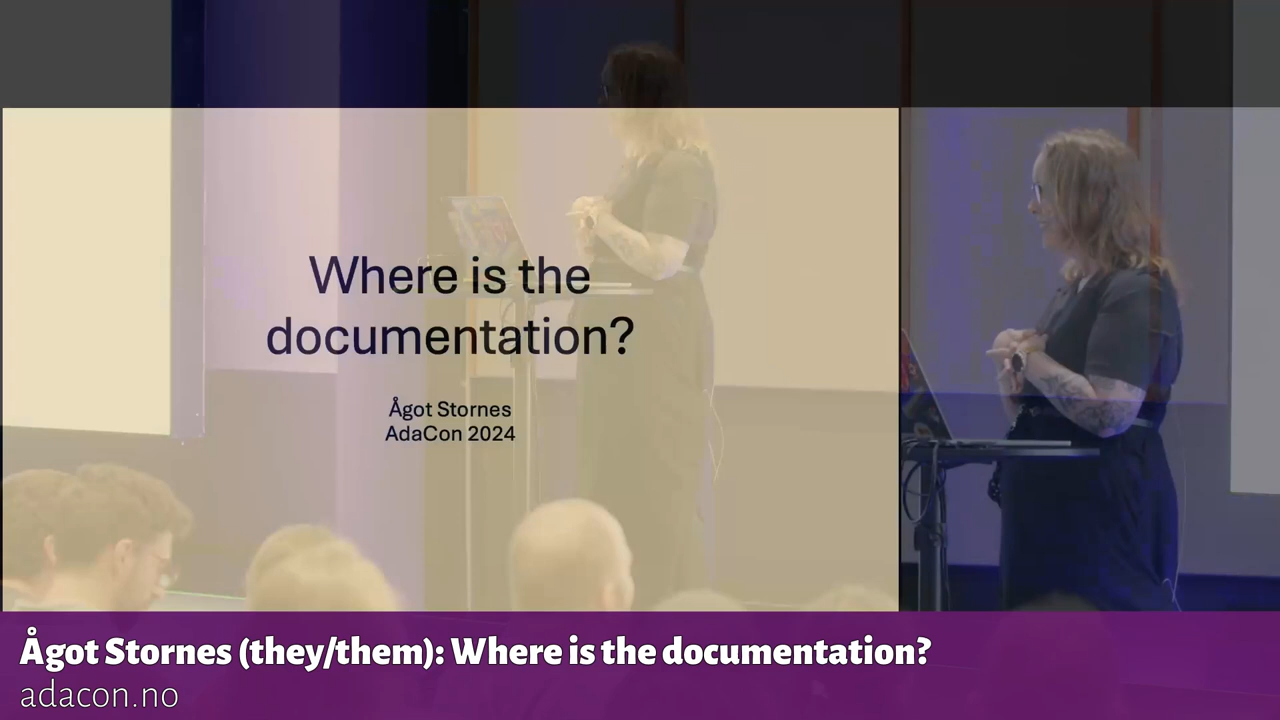 Where is the
documentation?
Ågot Stornes
AdaCon 2024
Ågot Stornes (they/them): Where is the documentation?
adacon.no